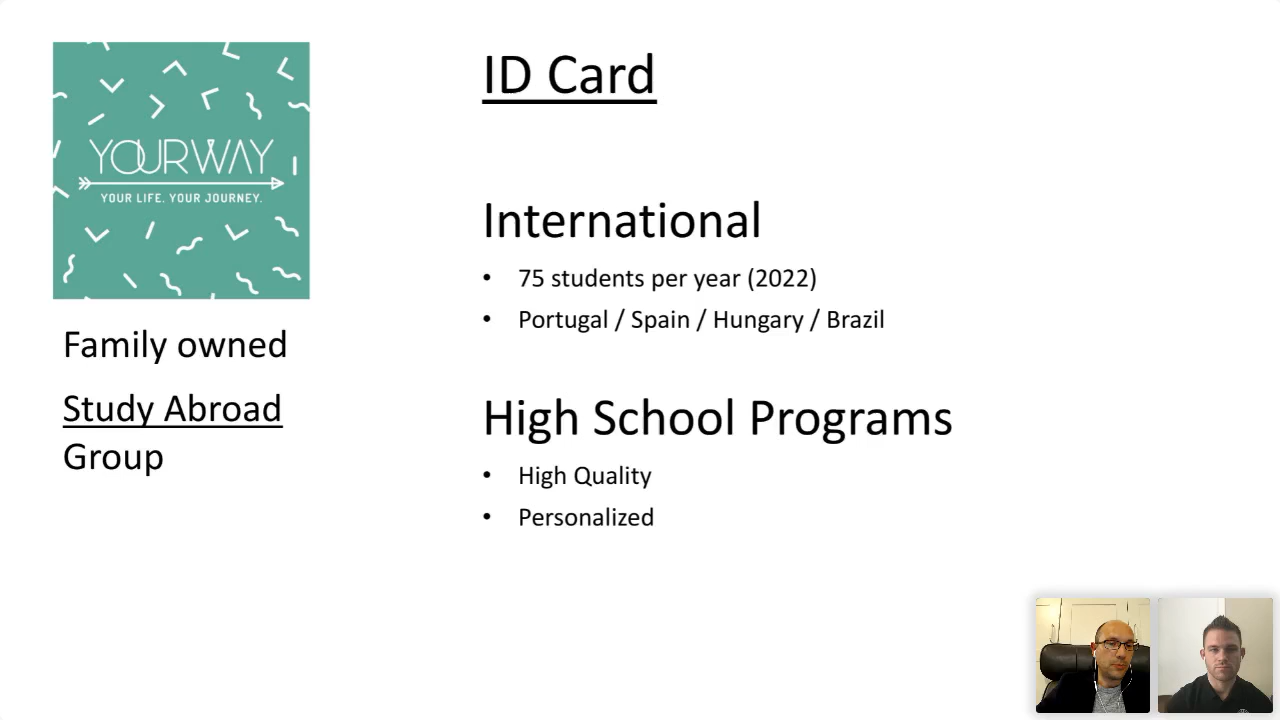 YOURWAY
YOUR LIFE. YOUR JOURNEY.
Family owned
Study Abroad
Group
ID Card
International
• 75 students per year (2022)
• Portugal / Spain / Hungary / Brazil
High School Programs
• High Quality
• Personalized